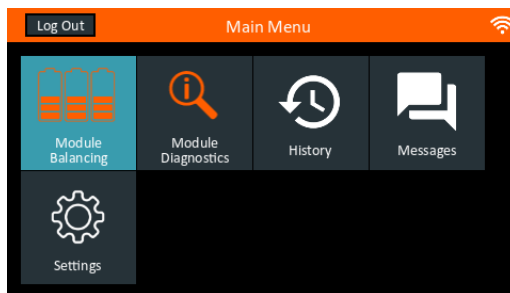 Log Out
Main Menu
Module
Balancing
Module
Diagnostics
History
Messages
Settings